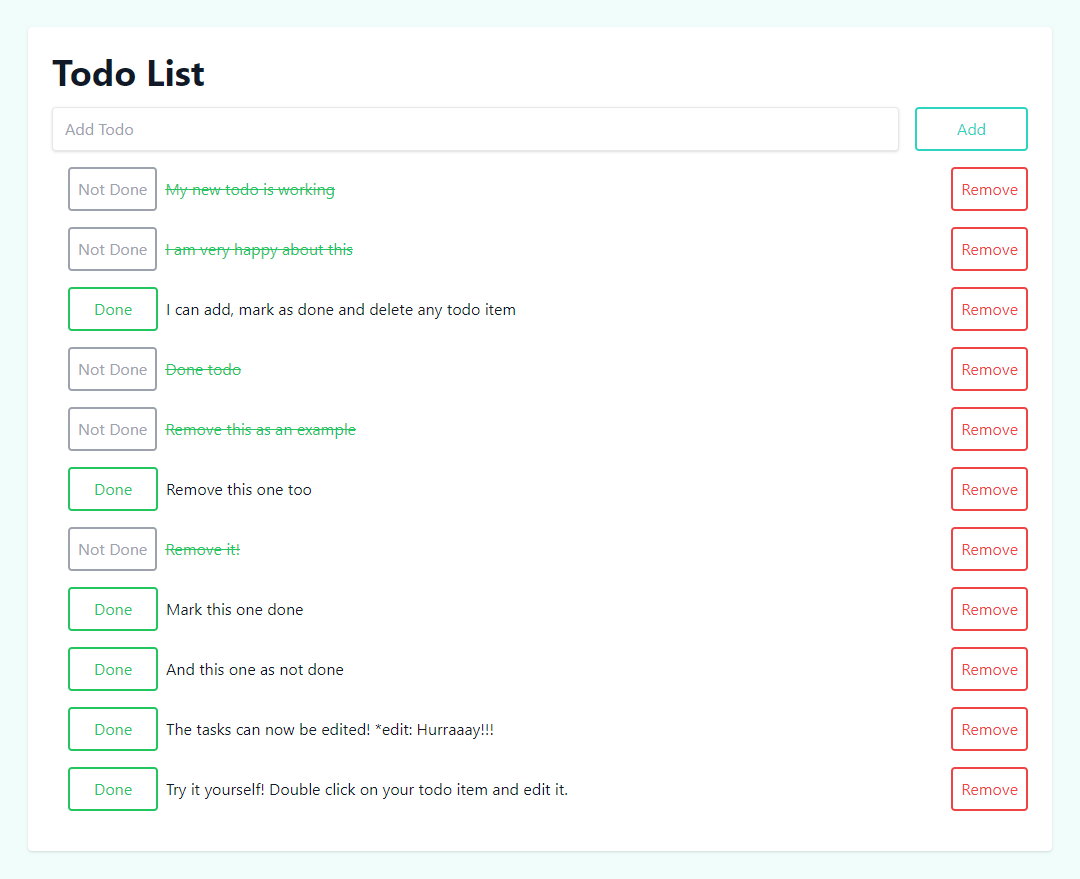 Todo List
Add Todo Add
Not Done My new todo is working Remove
Not Done I am very happy about this Remove
Done I can add, mark as done and delete any todo item Remove
Not Done Done todo Remove
Not Done Remove this as an example Remove
Done Remove this one too Remove
Not Done Remove it! Remove
Done Mark this one done Remove
Done And this one as not done Remove
Done The tasks can now be edited! *edit: Hurraaay!!! Remove
Done Try it yourself! Double click on your todo item and edit it. Remove